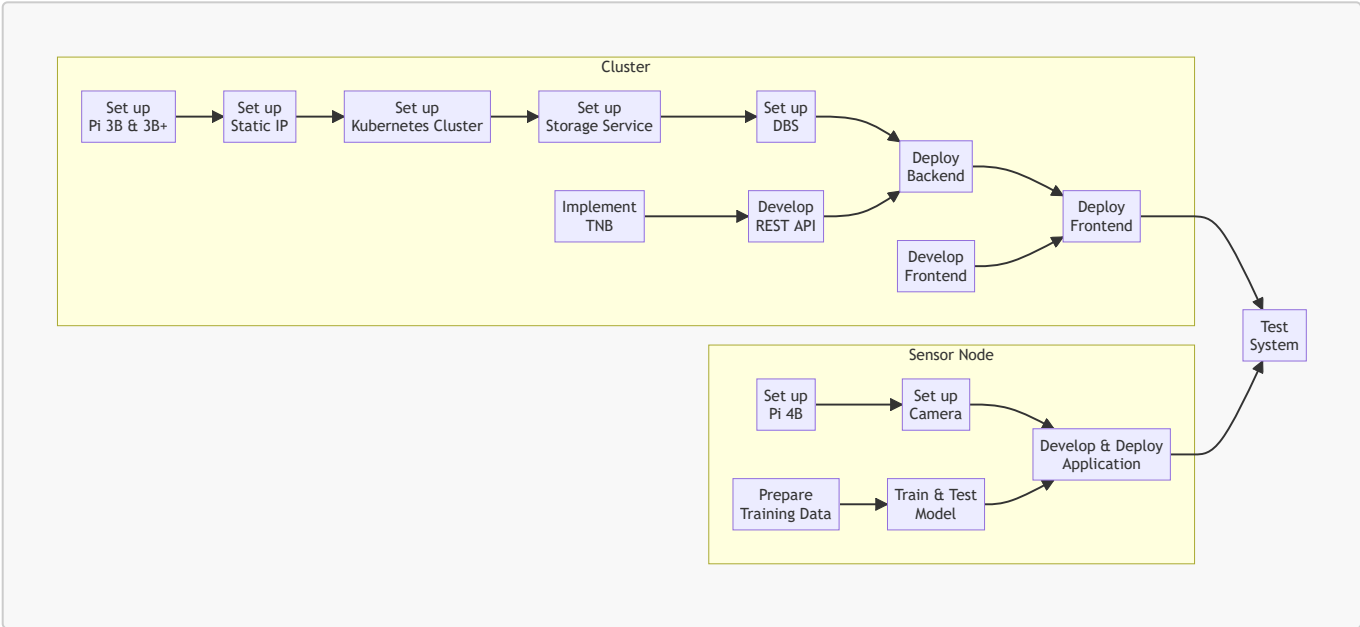 Cluster
Set up
Pi 3B & 3B+
Set up
Static IP
Set up
Kubernetes Cluster
Set up
Storage Service
Set up
DBS
Deploy
Backend
Implement
TNB
Develop
REST API
Deploy
Frontend
Develop
Frontend
Test
System
Sensor Node
Set up
Pi 4B
Set up
Camera
Develop & Deploy
Application
Prepare
Training Data
Train & Test
Model